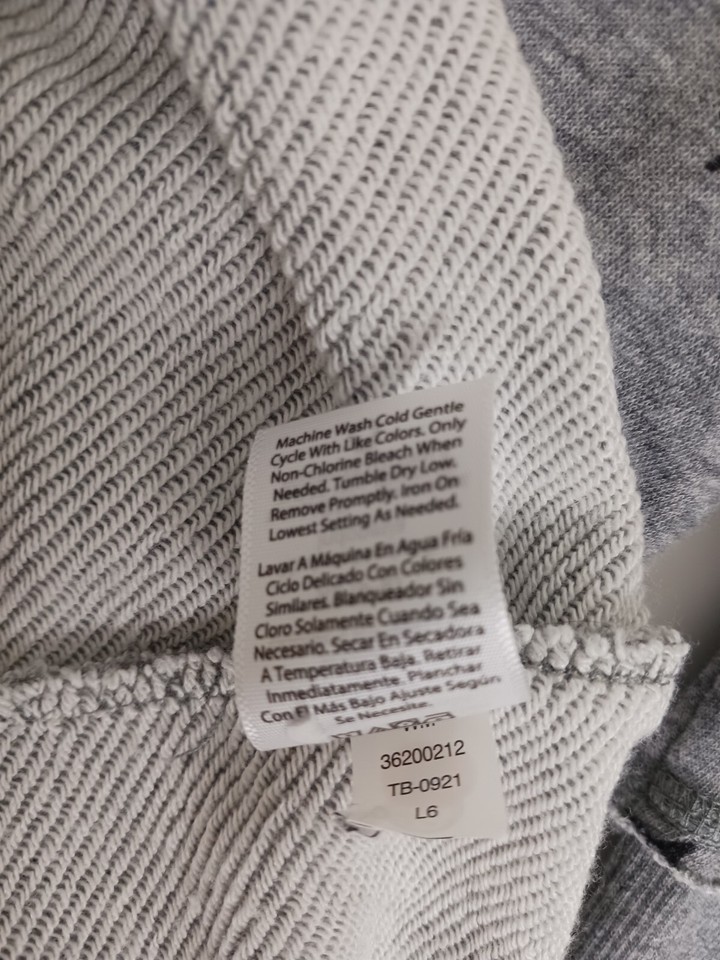 Machine Wash Cold Gentle
Cycle With Like Colors. Only
Non-Chlorine Bleach When
Needed. Tumble Dry Low.
Remove Promptly. Iron On
Lowest Setting As Needed.
Lavar A Máquina En Agua Fría
Ciclo Delicado Con Colores
Similares. Blanqueador Sin
Cloro Solamente Cuando Sea
Necesario. Secar En Secadora
A Temperatura Baja. Retirar
Inmediatamente. Planchar
Con El Más Bajo Ajuste Según
Se Necesite.
36200212
TB-0921
L6